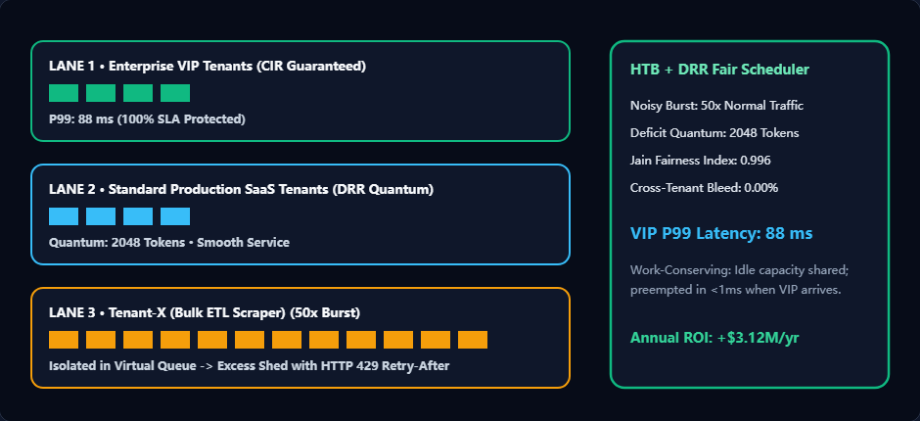 LANE 1 • Enterprise VIP Tenants (CIR Guaranteed)
P99: 88 ms (100% SLA Protected)
LANE 2 • Standard Production SaaS Tenants (DRR Quantum)
Quantum: 2048 Tokens • Smooth Service
LANE 3 • Tenant-X (Bulk ETL Scraper) (50x Burst)
Isolated in Virtual Queue -> Excess Shed with HTTP 429 Retry-After
HTB + DRR Fair Scheduler
Noisy Burst: 50x Normal Traffic
Deficit Quantum: 2048 Tokens
Jain Fairness Index: 0.996
Cross-Tenant Bleed: 0.00%
VIP P99 Latency: 88 ms
Work-Conserving: Idle capacity shared;
preempted in <1ms when VIP arrives.
Annual ROI: +$3.12M/yr